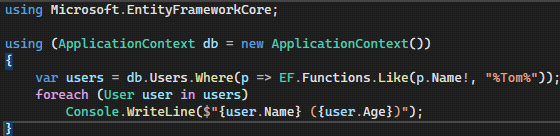 using Microsoft.EntityFrameworkCore;
using (ApplicationContext db = new ApplicationContext())
{
var users = db.Users.Where(p => EF.Functions.Like(p.Name!, "%Tom%"));
foreach (User user in users)
Console.WriteLine($"{user.Name} ({user.Age})");
}